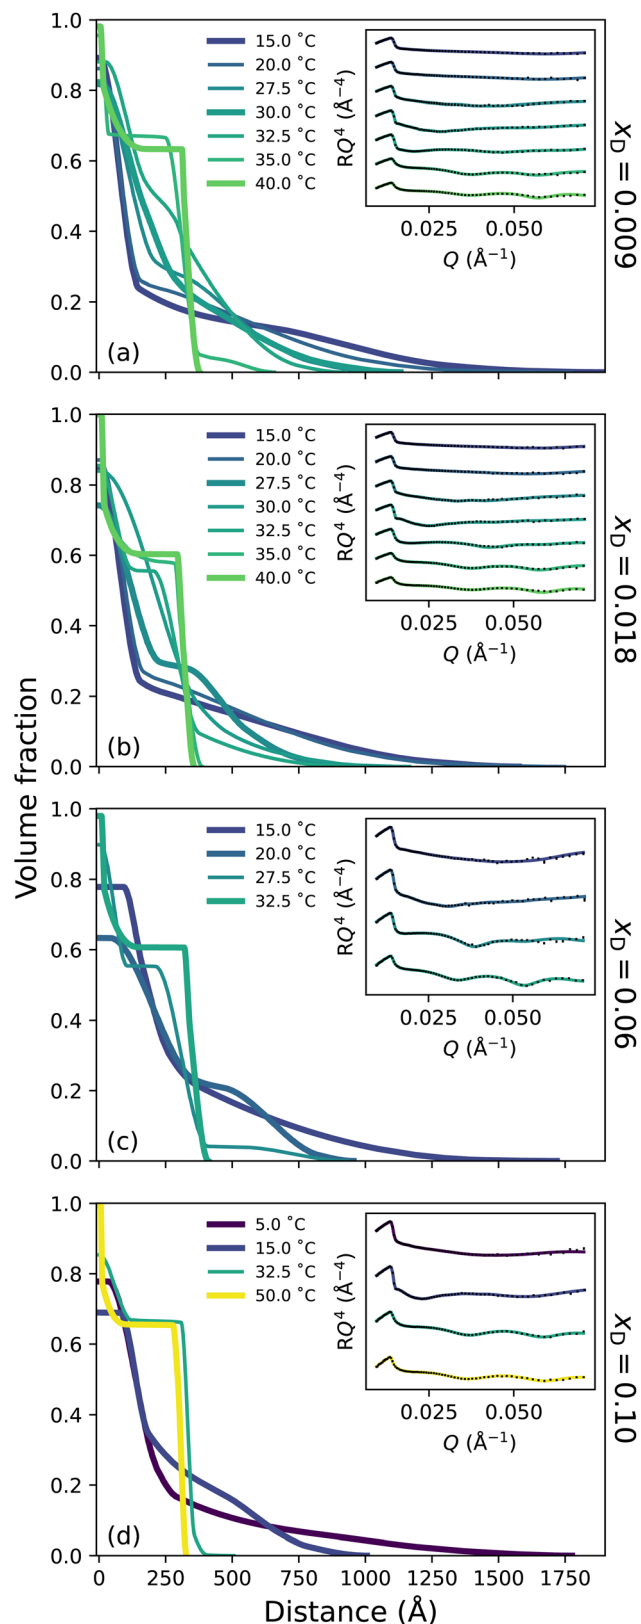 1.0
0.8
0.6
0.4
0.2
0.0
15.0 ˚C
20.0 ˚C
27.5 ˚C
30.0 ˚C
32.5 ˚C
35.0 ˚C
40.0 ˚C
RQ⁴ (Å⁻⁴)
0.025 0.050
Q (Å⁻¹)
(a)
x_D = 0.009
1.0
0.8
0.6
0.4
0.2
0.0
15.0 ˚C
20.0 ˚C
27.5 ˚C
30.0 ˚C
32.5 ˚C
35.0 ˚C
40.0 ˚C
RQ⁴ (Å⁻⁴)
0.025 0.050
Q (Å⁻¹)
(b)
x_D = 0.018
Volume fraction
1.0
0.8
0.6
0.4
0.2
0.0
15.0 ˚C
20.0 ˚C
27.5 ˚C
32.5 ˚C
RQ⁴ (Å⁻⁴)
0.025 0.050
Q (Å⁻¹)
(c)
x_D = 0.06
1.0
0.8
0.6
0.4
0.2
0.0
5.0 ˚C
15.0 ˚C
32.5 ˚C
50.0 ˚C
RQ⁴ (Å⁻⁴)
0.025 0.050
Q (Å⁻¹)
(d)
x_D = 0.10
0 250 500 750 1000 1250 1500 1750
Distance (Å)